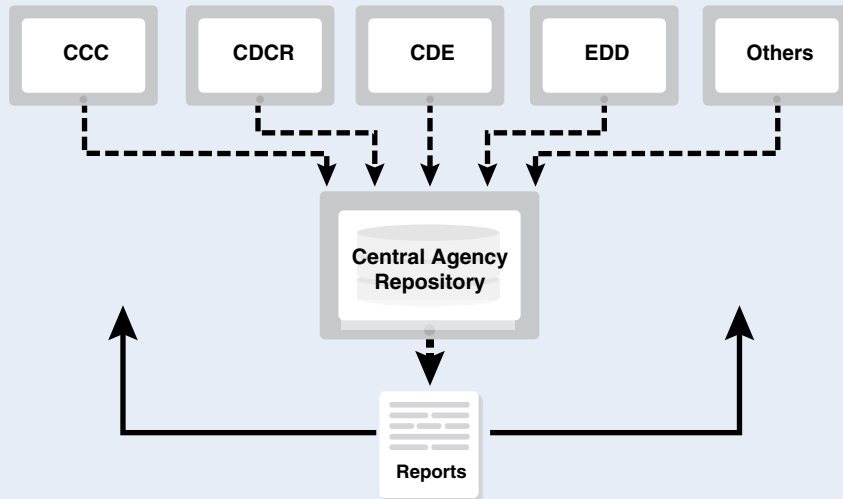 CCC
CDCR
CDE
EDD
Others
Central Agency
Repository
Reports